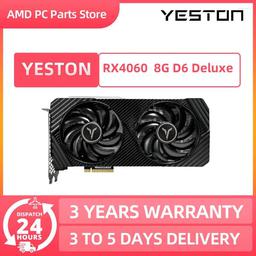 AMD PC Parts Store
YESTON
YESTON
RX4060 8G D6 Deluxe
DISPATCH
24
HOURS
3 YEARS WARRANTY
3 TO 5 DAYS DELIVERY